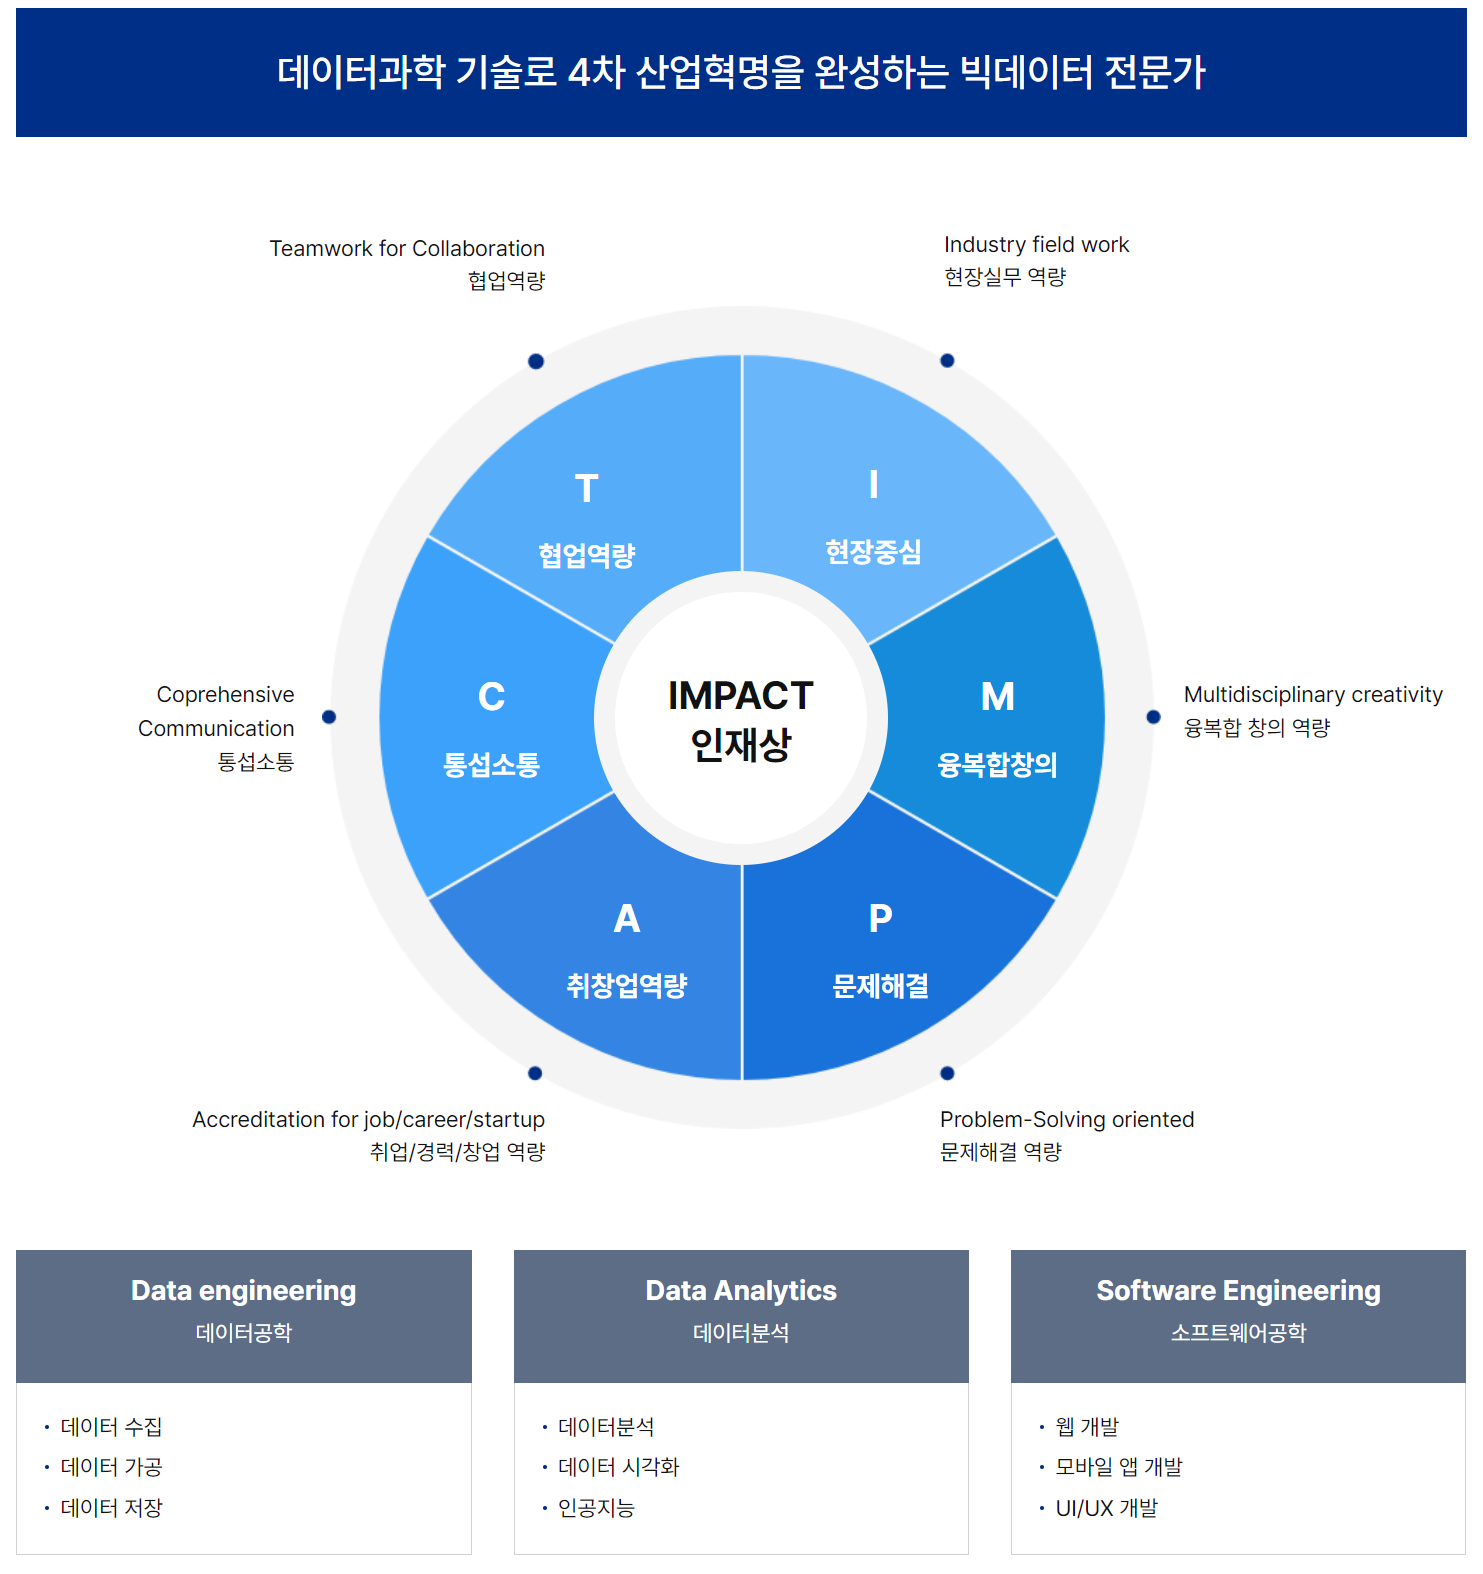 데이터과학 기술로 4차 산업혁명을 완성하는 빅데이터 전문가
Teamwork for Collaboration
협업역량
Industry field work
현장실무 역량
T
협업역량
I
현장중심
Coprehensive
Communication
통섭소통
C
통섭소통
IMPACT
인재상
M
융복합창의
Multidisciplinary creativity
융복합 창의 역량
A
취창업역량
P
문제해결
Accreditation for job/career/startup
취업/경력/창업 역량
Problem-Solving oriented
문제해결 역량
Data engineering
데이터공학
• 데이터 수집
• 데이터 가공
• 데이터 저장
Data Analytics
데이터분석
• 데이터분석
• 데이터 시각화
• 인공지능
Software Engineering
소프트웨어공학
• 웹 개발
• 모바일 앱 개발
• UI/UX 개발